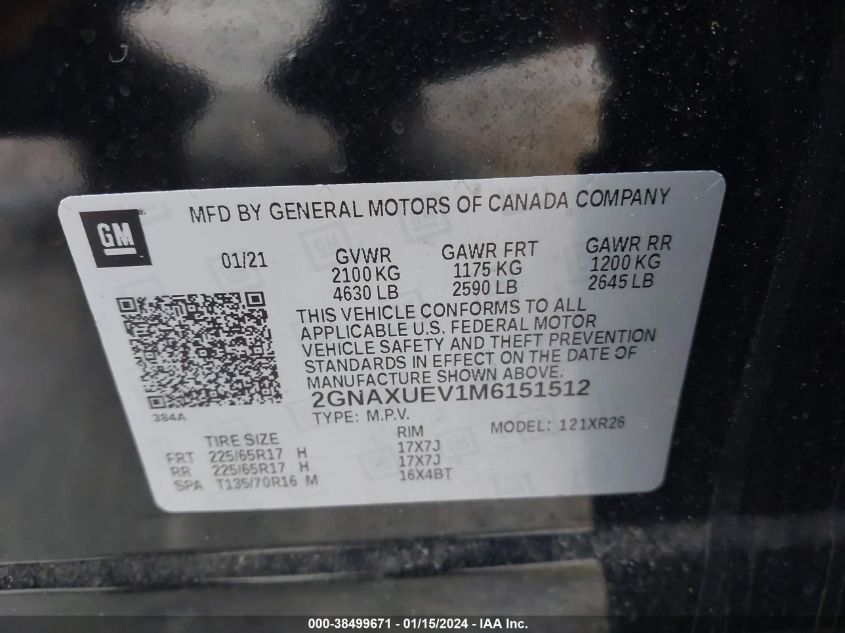 GM
MFD BY GENERAL MOTORS OF CANADA COMPANY
01/21 GVWR GAWR FRT GAWR RR
2100 KG 1175 KG 1200 KG
4630 LB 2590 LB 2645 LB
THIS VEHICLE CONFORMS TO ALL
APPLICABLE U.S. FEDERAL MOTOR
VEHICLE SAFETY AND THEFT PREVENTION
STANDARDS IN EFFECT ON THE DATE OF
MANUFACTURE SHOWN ABOVE.
2GNAXUEV1M6151512
384A
TYPE: M.P.V. MODEL: 121XR26
TIRE SIZE RIM
FRT 225/65R17 H 17X7J
RR 225/65R17 H 17X7J
SPA T135/70R16 M 16X4BT
000-38499671 - 01/15/2024 - IAA Inc.